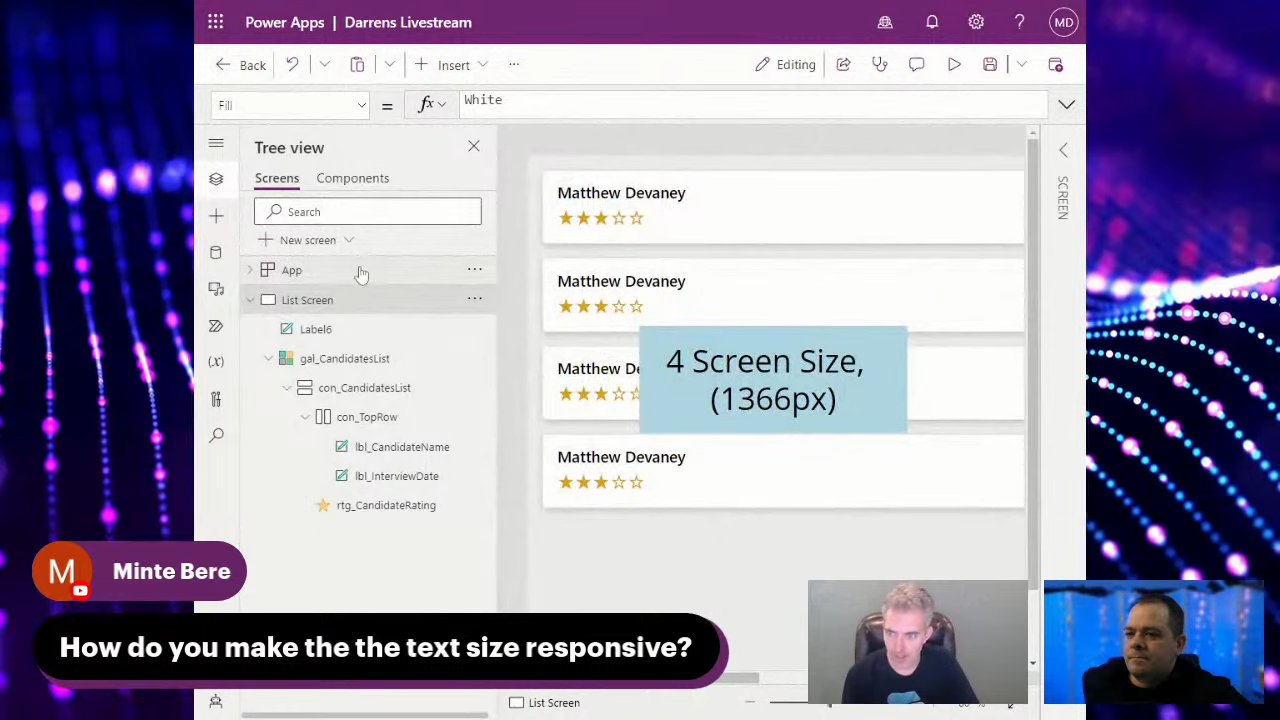 Power Apps | Darrens Livestream
MD
Back
Insert
Editing
Fill
=
fx
White
Tree view
Screens
Components
Search
New screen
App
List Screen
Label6
gal_CandidatesList
con_CandidatesList
con_TopRow
lbl_CandidateName
lbl_InterviewDate
rtg_CandidateRating
Matthew Devaney
Matthew Devaney
Matthew De
Matthew Devaney
4 Screen Size,
(1366px)
SCREEN
List Screen
M
Minte Bere
How do you make the the text size responsive?